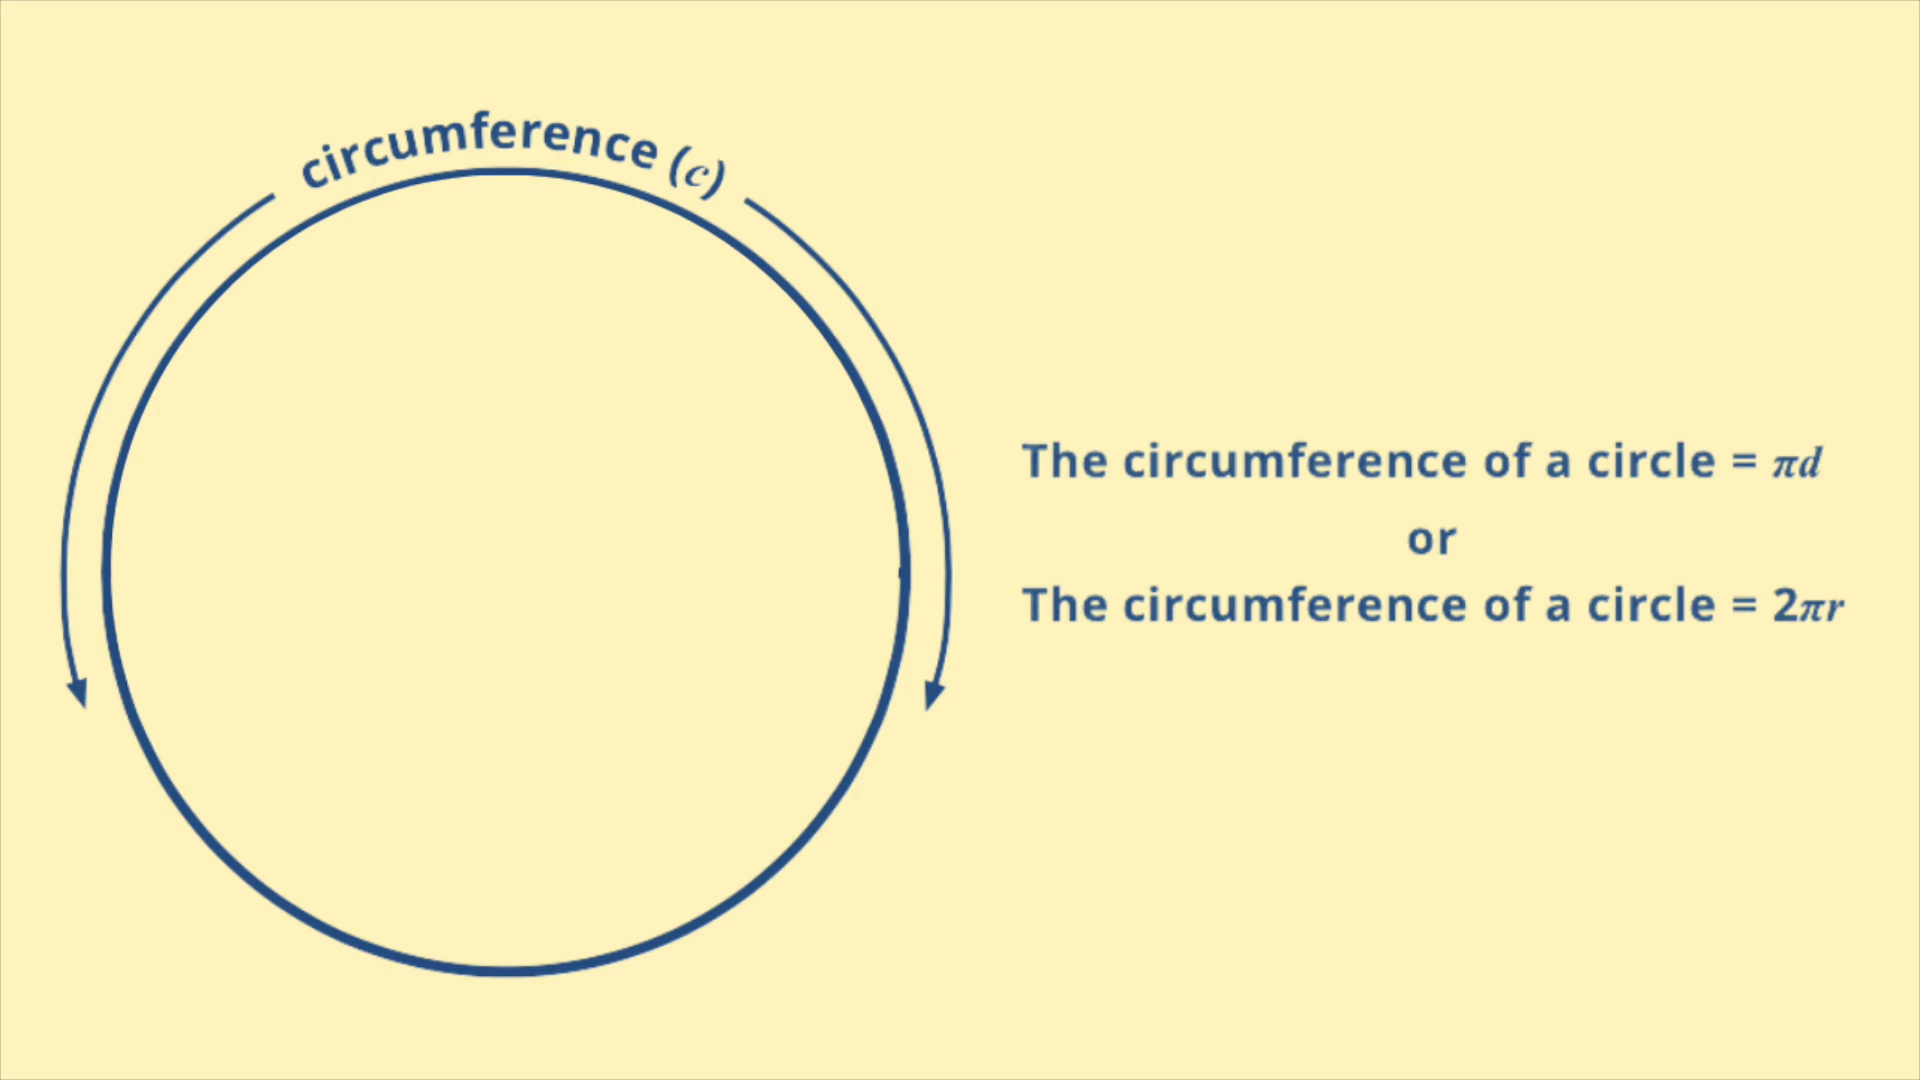 circumference (c)
The circumference of a circle = πd
or
The circumference of a circle = 2πr